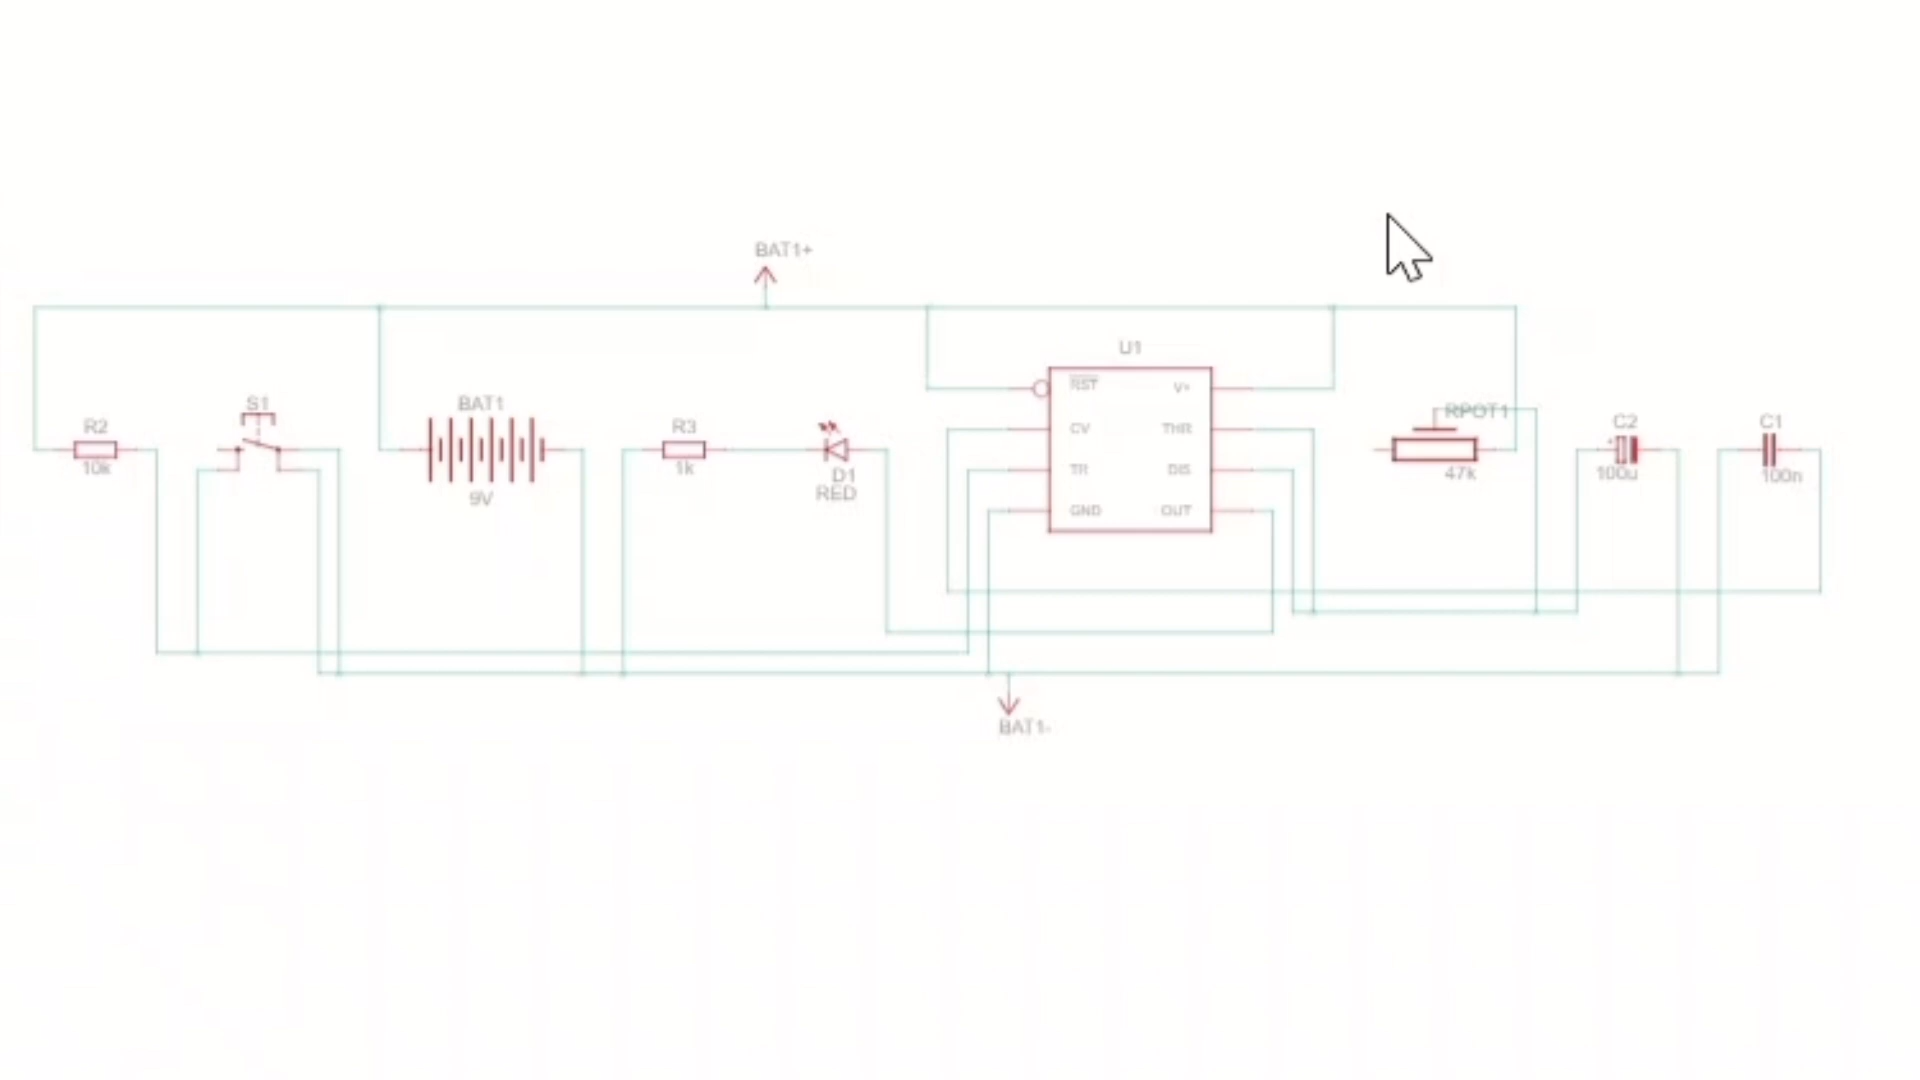 BAT1+
U1
RST
V+
S1
BAT1
RPOT1
R2
R3
C2
C1
CV
THR
10k
1k
TR
DIS
47k
100u
100n
D1
RED
9V
GND
OUT
BAT1-